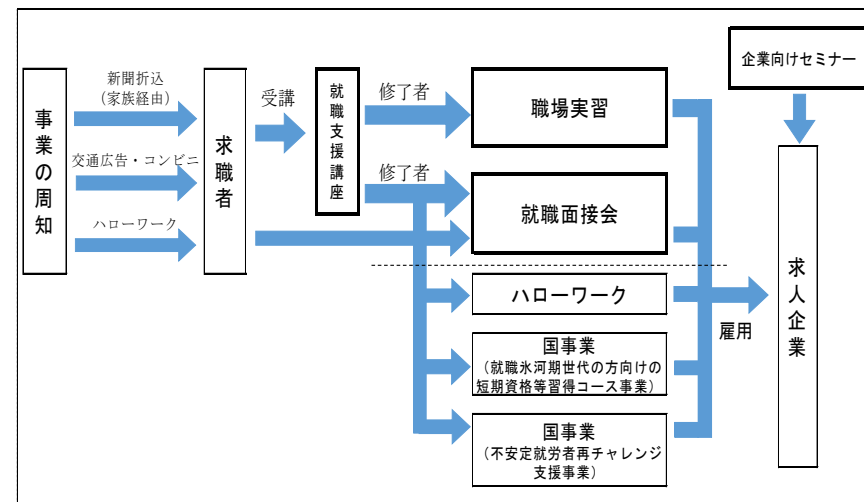 事業の周知
新聞折込
（家族経由）
交通広告・コンビニ
ハローワーク
求職者
受講
就職支援講座
修了者
修了者
職場実習
就職面接会
ハローワーク
国事業
（就職氷河期世代の方向けの
短期資格等習得コース事業）
国事業
（不安定就労者再チャレンジ
支援事業）
雇用
企業向けセミナー
求人企業